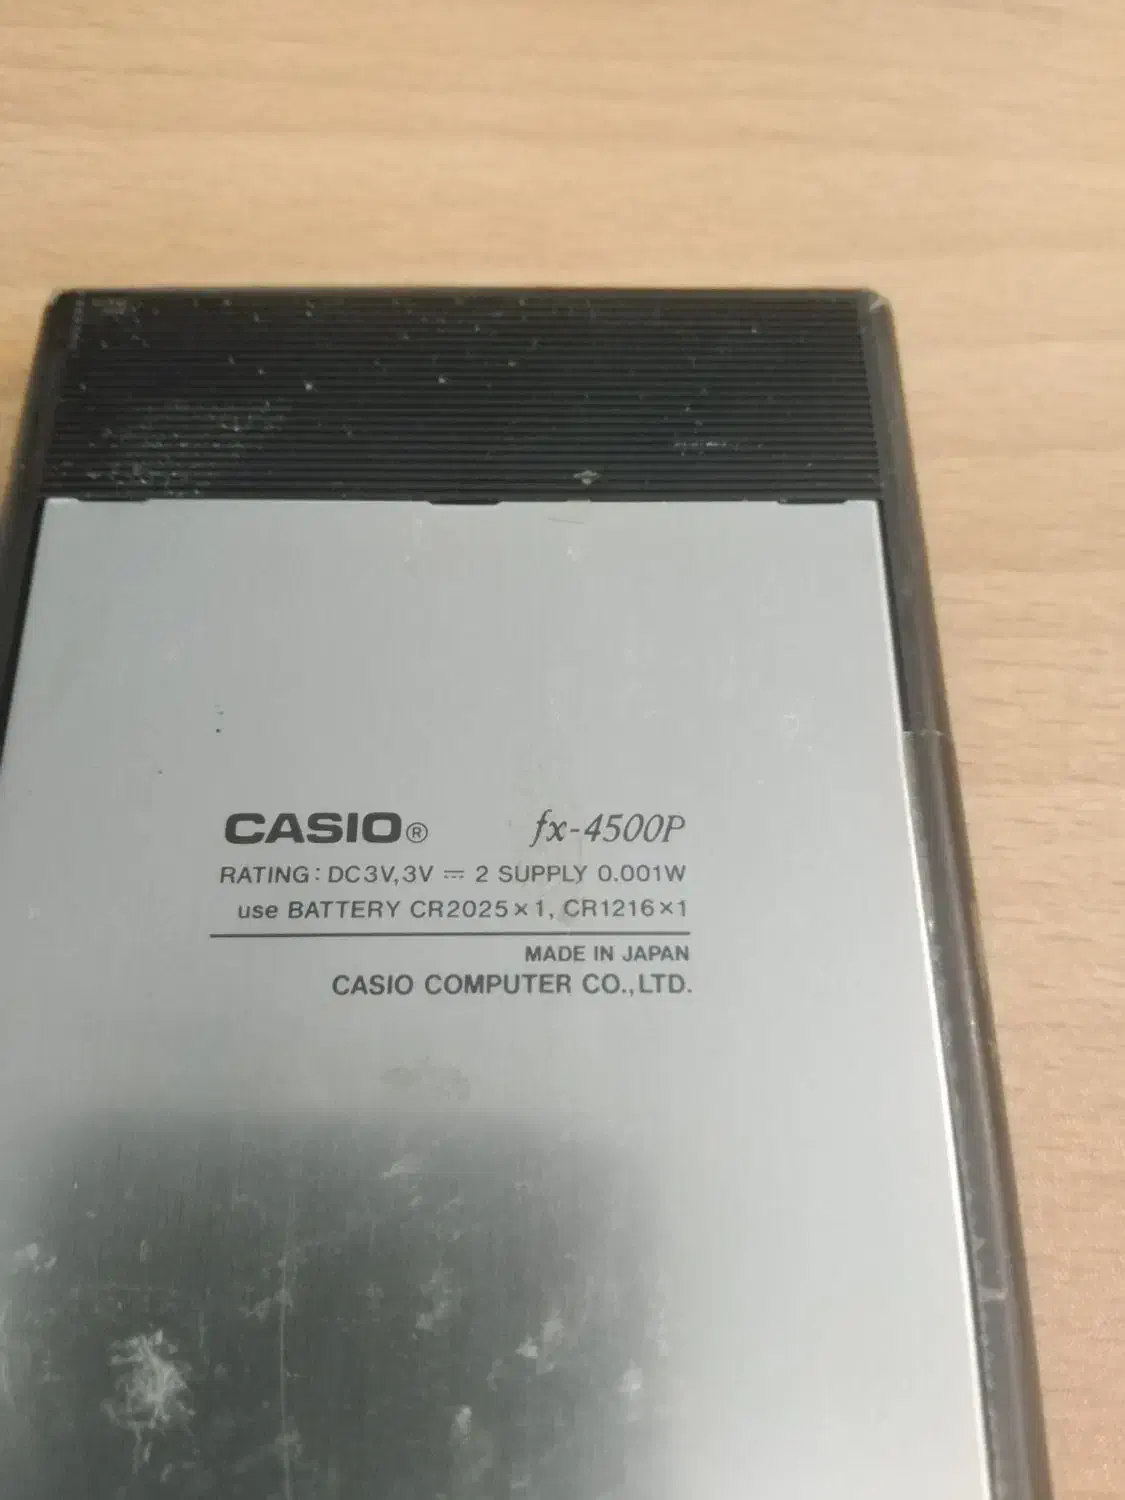 CASIO® fx-4500P
RATING: DC3V,3V ⎓ 2 SUPPLY 0.001W
use BATTERY CR2025×1, CR1216×1
MADE IN JAPAN
CASIO COMPUTER CO.,LTD.